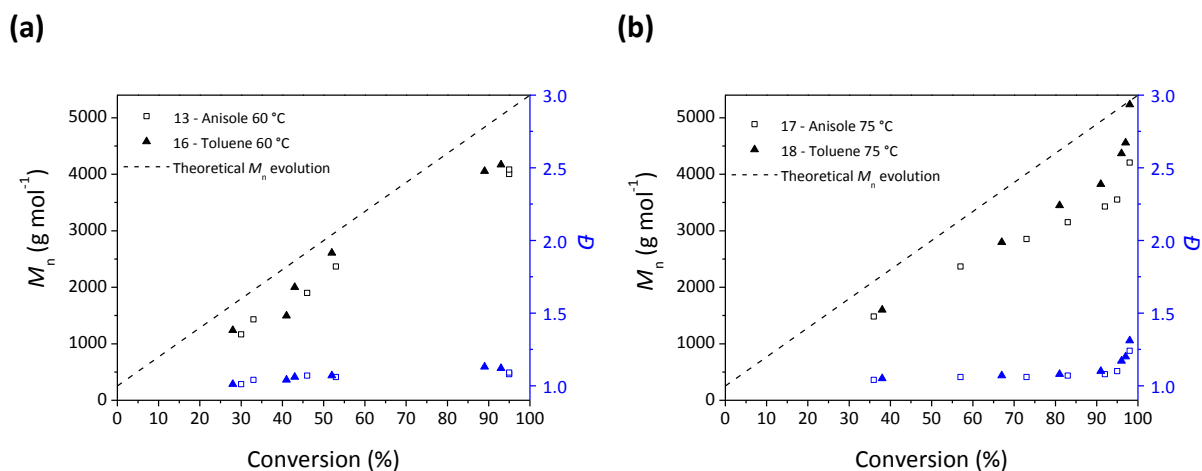 (a)
5000
4000
3000
2000
1000
0
Mn (g mol-1)
13 - Anisole 60 °C
16 - Toluene 60 °C
Theoretical Mn evolution
3.0
2.5
2.0
1.5
1.0
Đ
0 10 20 30 40 50 60 70 80 90 100
Conversion (%)
(b)
5000
4000
3000
2000
1000
0
Mn (g mol-1)
17 - Anisole 75 °C
18 - Toluene 75 °C
Theoretical Mn evolution
3.0
2.5
2.0
1.5
1.0
Đ
0 10 20 30 40 50 60 70 80 90 100
Conversion (%)